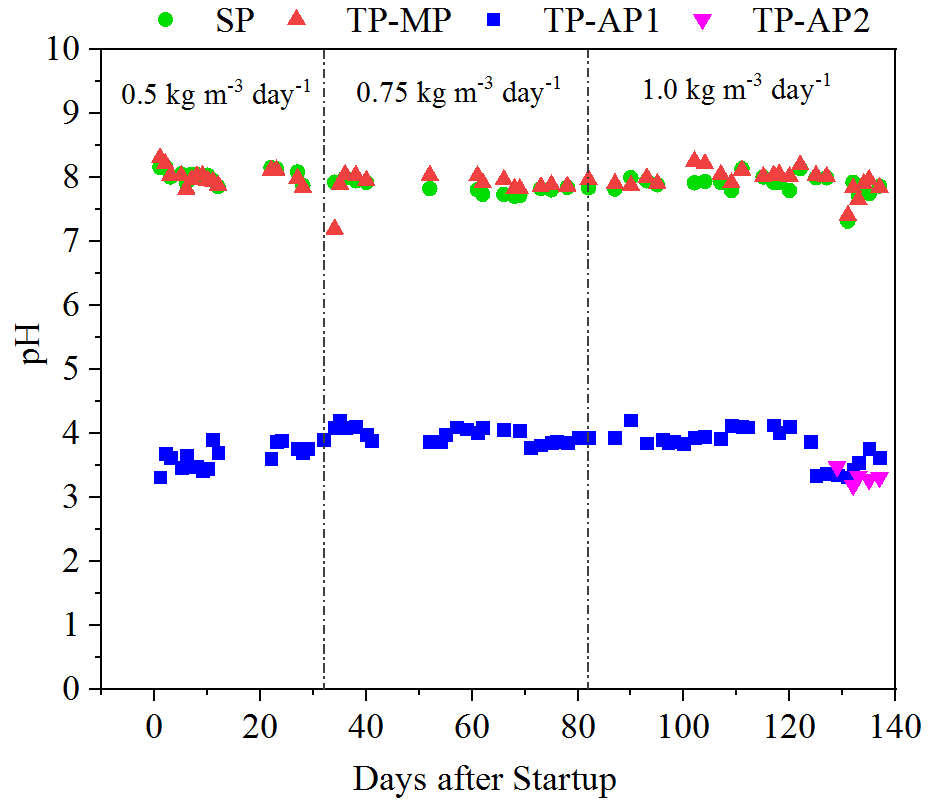 SP TP-MP TP-AP1 TP-AP2
10
0.5 kg m⁻³ day⁻¹ 0.75 kg m⁻³ day⁻¹ 1.0 kg m⁻³ day⁻¹
9
8
7
6
5
4
3
2
1
0
pH
0 20 40 60 80 100 120 140
Days after Startup